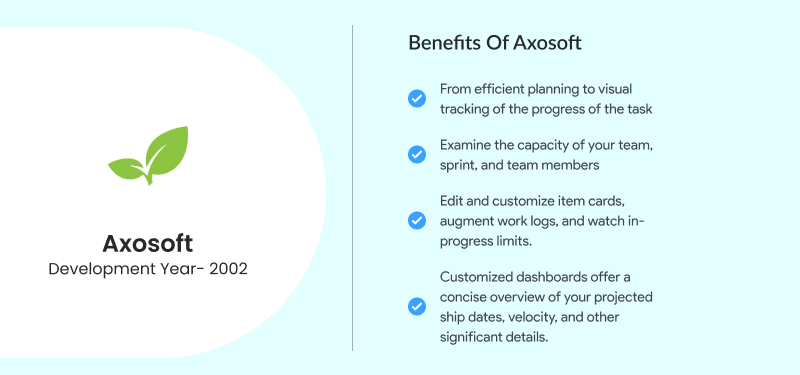 Axosoft
Development Year- 2002
Benefits Of Axosoft
From efficient planning to visual
tracking of the progress of the task
Examine the capacity of your team,
sprint, and team members
Edit and customize item cards,
augment work logs, and watch in-
progress limits.
Customized dashboards offer a
concise overview of your projected
ship dates, velocity, and other
significant details.